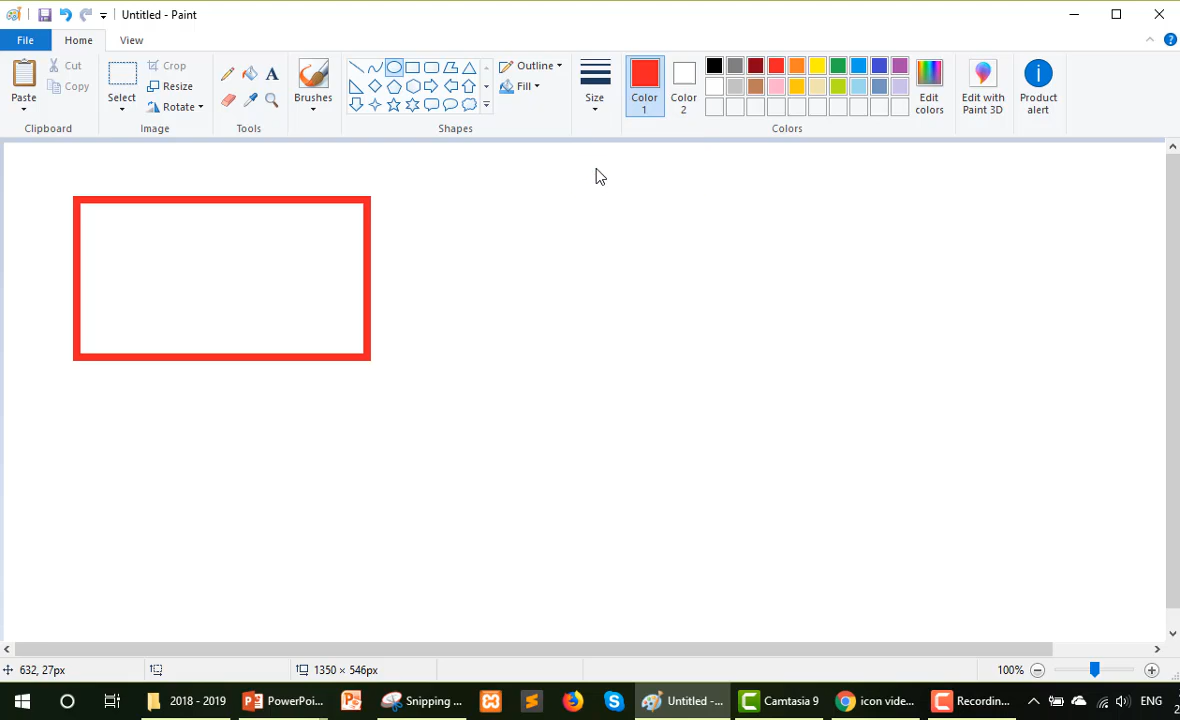 Untitled - Paint
File
Home
View
Paste
Cut
Copy
Clipboard
Select
Crop
Resize
Rotate
Image
A
Tools
Brushes
Outline
Fill
Shapes
Size
Color
1
Color
2
Edit
colors
Colors
Edit with
Paint 3D
Product
alert
632, 27px
1350 × 546px
100%
2018 - 2019
PowerPoi...
Snipping ...
Untitled -...
Camtasia 9
icon vide...
Recordin...
ENG